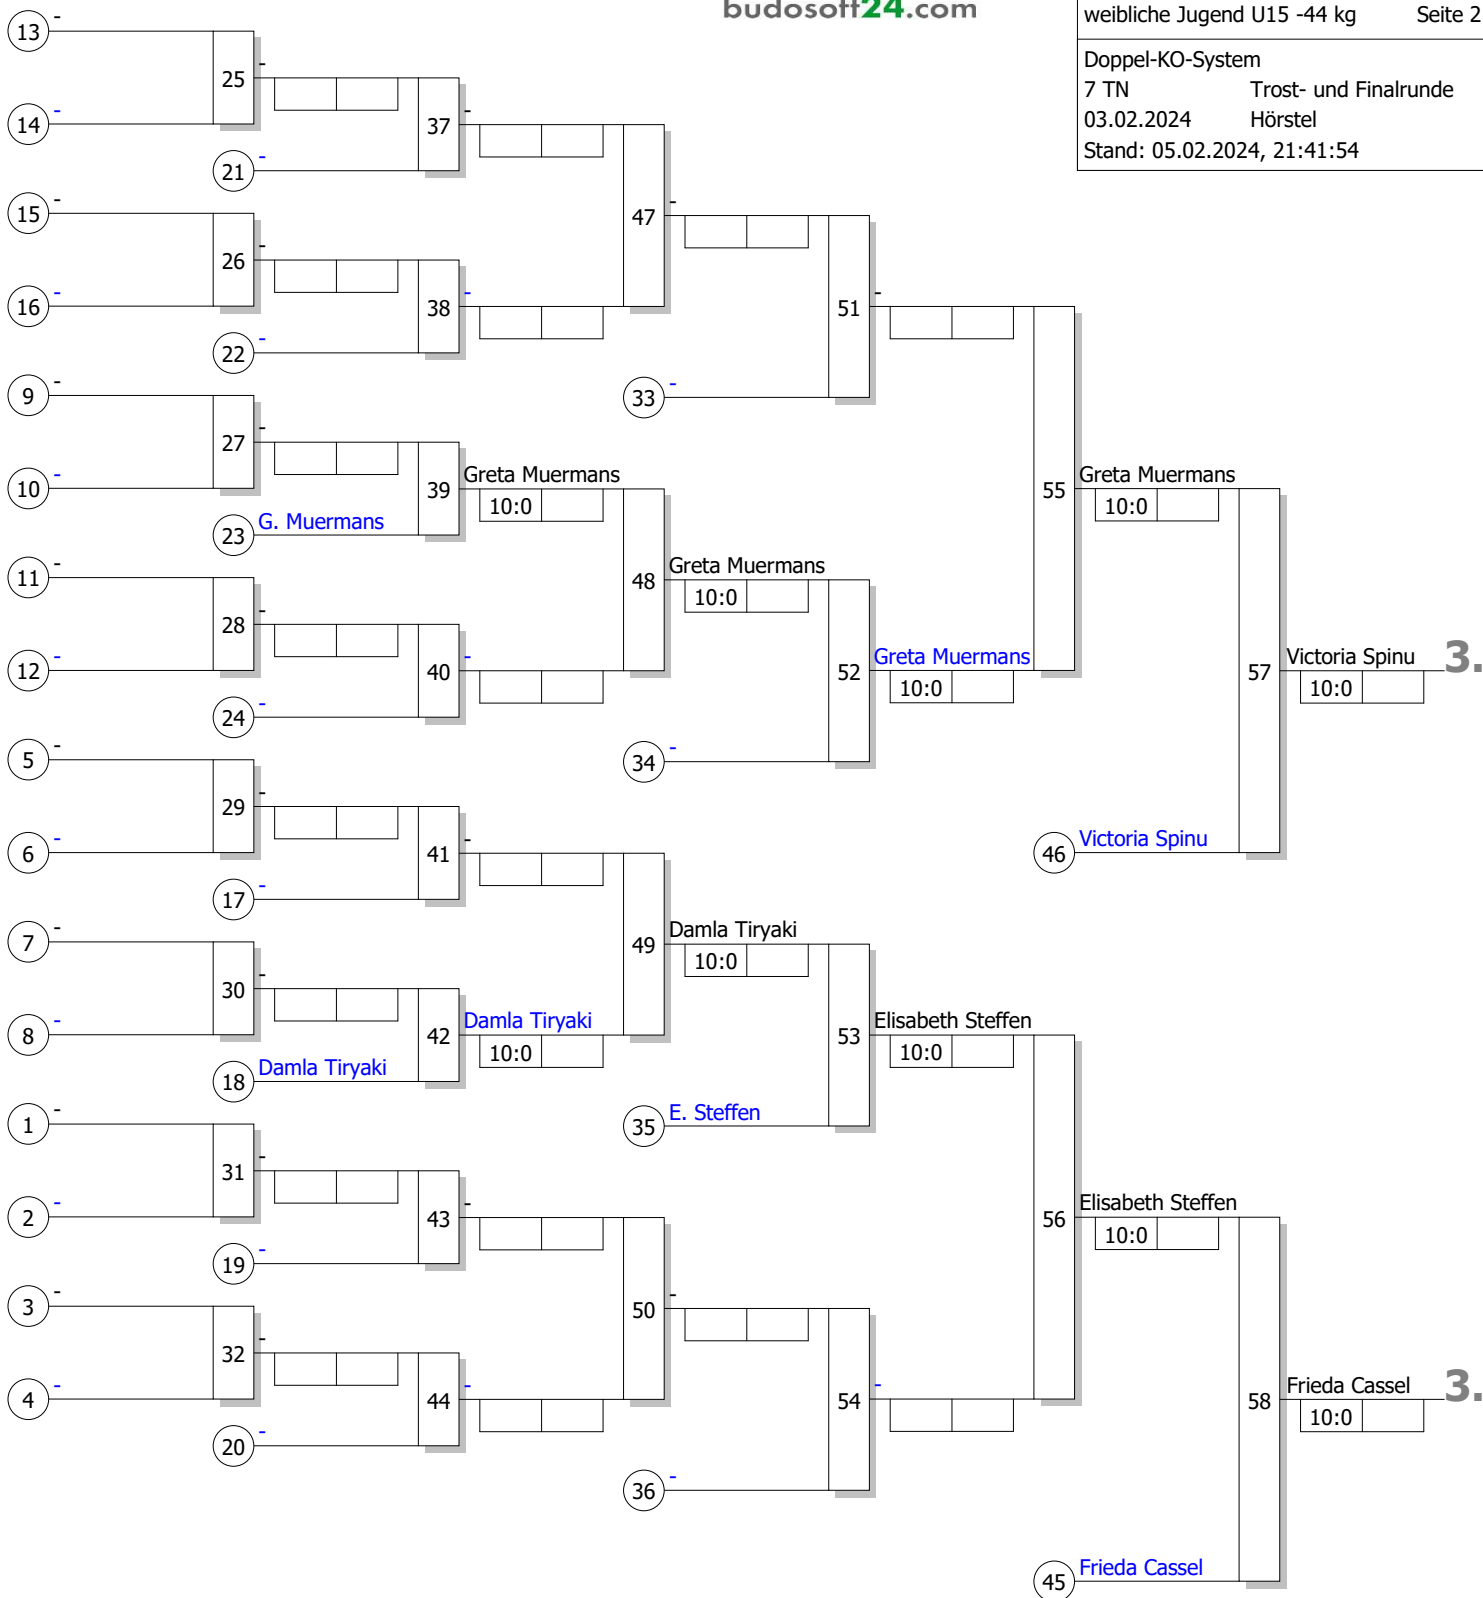 budosoff24.com
weibliche Jugend U15 -44 kg Seite 2
Doppel-KO-System
7 TN Trost- und Finalrunde
03.02.2024 Hörstel
Stand: 05.02.2024, 21:41:54
13 -
25 -
14 -
37 -
21 -
15 -
47 -
26 -
16 -
38 -
51 -
22 -
9 -
33 -
27 -
39 Greta Muermans
10:0
55 Greta Muermans
10:0
10 -
23 G. Muermans
11 -
48 Greta Muermans
10:0
28 -
12 -
40 -
52 Greta Muermans
10:0
57 Victoria Spinu 3.
10:0
24 -
5 -
34 -
29 -
6 -
41 -
46 Victoria Spinu
17 -
7 -
49 Damla Tiryaki
10:0
30 -
8 -
42 Damla Tiryaki
10:0
53 Elisabeth Steffen
10:0
18 Damla Tiryaki
1 -
35 E. Steffen
31 -
2 -
43 -
56 Elisabeth Steffen
10:0
19 -
3 -
50 -
32 -
4 -
44 -
54 -
58 Frieda Cassel 3.
10:0
20 -
36 -
45 Frieda Cassel